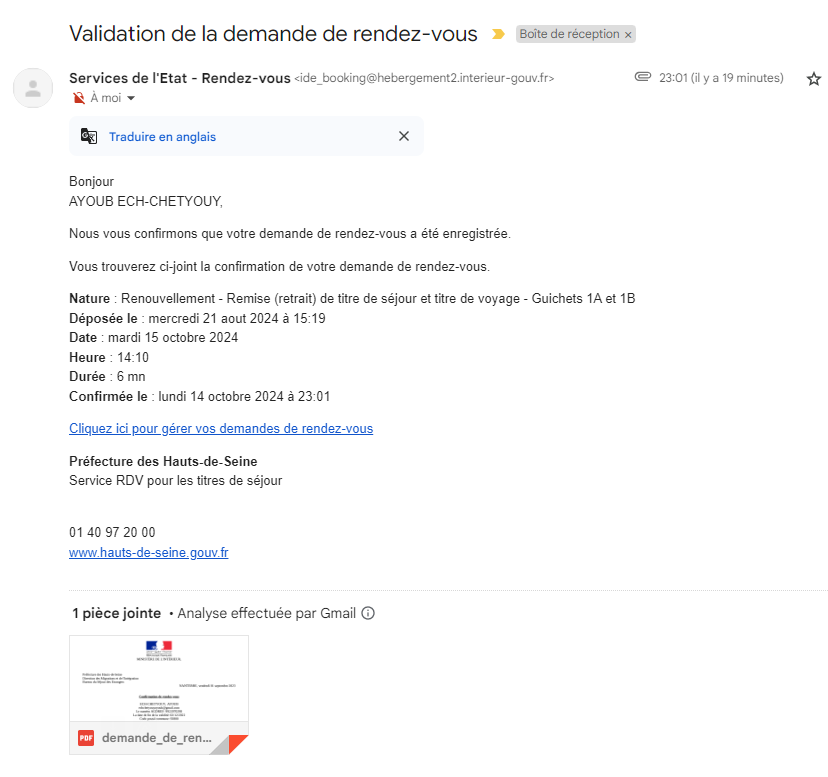 Validation de la demande de rendez-vous
Boîte de réception ×
Services de l'Etat - Rendez-vous <ide_booking@hebergement2.interieur-gouv.fr>
23:01 (il y a 19 minutes)
À moi
Traduire en anglais
Bonjour
AYOUB ECH-CHETYOUY,
Nous vous confirmons que votre demande de rendez-vous a été enregistrée.
Vous trouverez ci-joint la confirmation de votre demande de rendez-vous.
Nature : Renouvellement - Remise (retrait) de titre de séjour et titre de voyage - Guichets 1A et 1B
Déposée le : mercredi 21 aout 2024 à 15:19
Date : mardi 15 octobre 2024
Heure : 14:10
Durée : 6 mn
Confirmée le : lundi 14 octobre 2024 à 23:01
Cliquez ici pour gérer vos demandes de rendez-vous
Préfecture des Hauts-de-Seine
Service RDV pour les titres de séjour
01 40 97 20 00
www.hauts-de-seine.gouv.fr
1 pièce jointe • Analyse effectuée par Gmail
MINISTÈRE DE L'INTÉRIEUR
Confirmation de rendez-vous
PDF demande_de_ren...